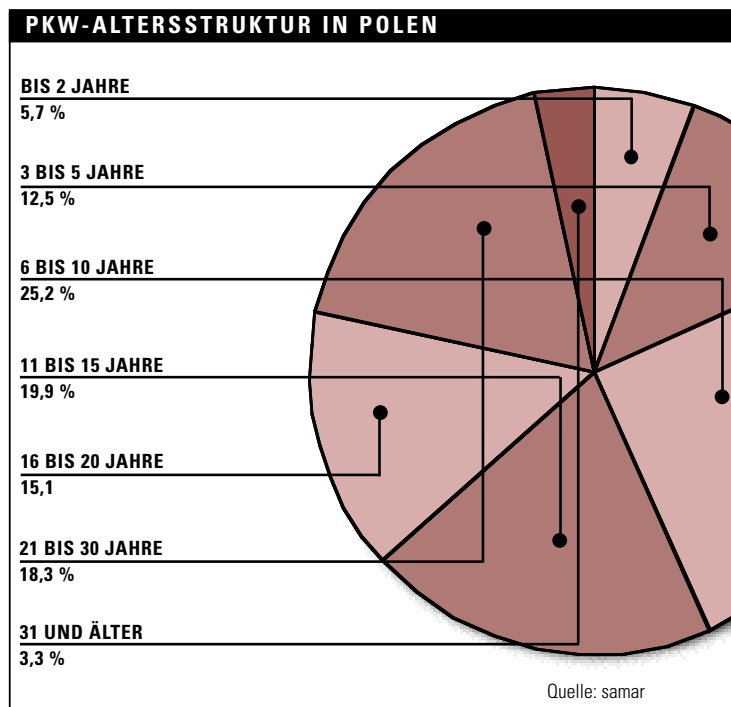 PKW-ALTERSSTRUKTUR IN POLEN
BIS 2 JAHRE
5,7 %
3 BIS 5 JAHRE
12,5 %
6 BIS 10 JAHRE
25,2 %
11 BIS 15 JAHRE
19,9 %
16 BIS 20 JAHRE
15,1
21 BIS 30 JAHRE
18,3 %
31 UND ÄLTER
3,3 %
Quelle: samar